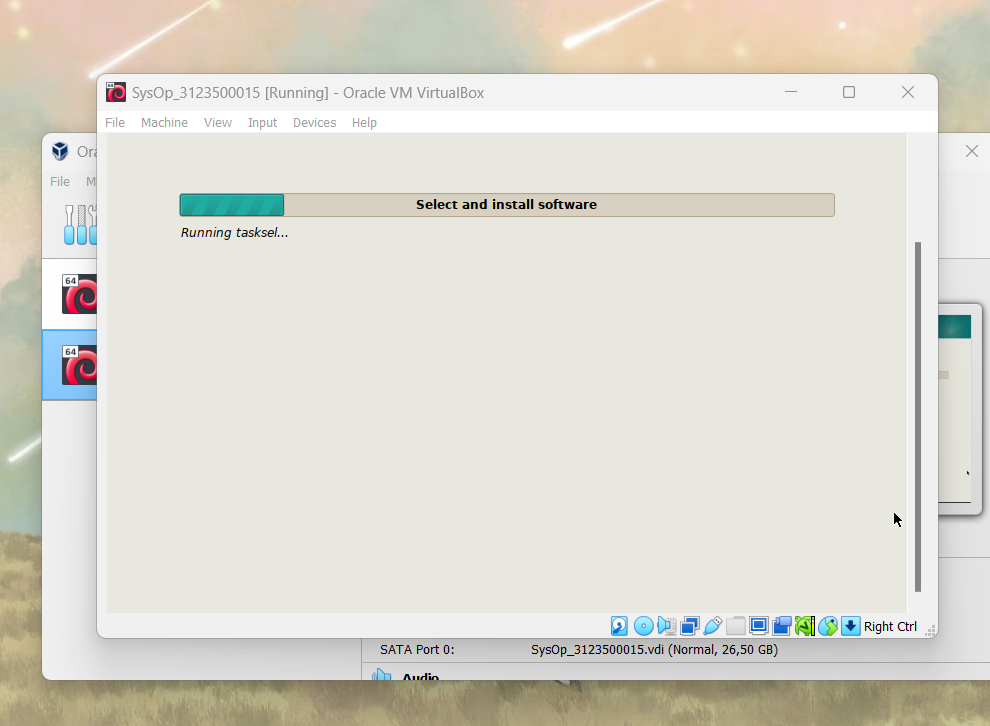 SysOp_3123500015 [Running] - Oracle VM VirtualBox
File Machine View Input Devices Help
Ora
File M
Select and install software
Running tasksel...
64
64
Right Ctrl
SATA Port 0: SysOp_3123500015.vdi (Normal, 26,50 GB)
Audio